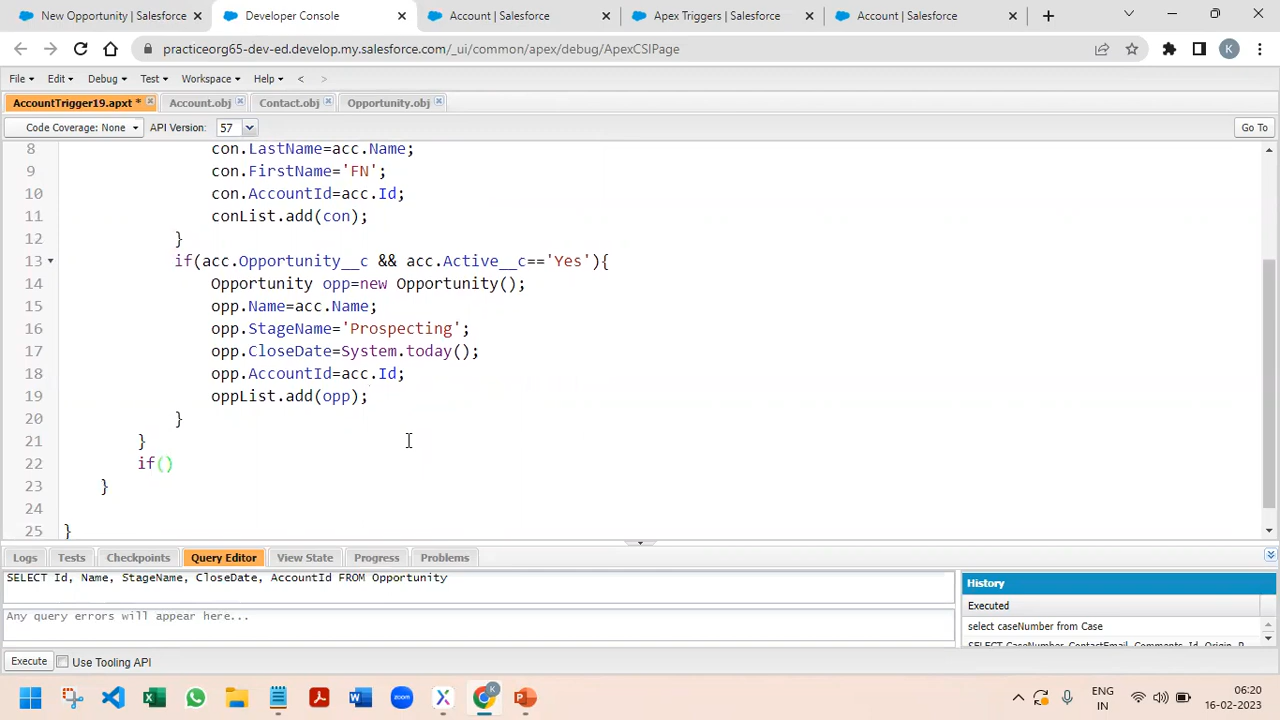 New Opportunity | Salesforce
Developer Console
Account | Salesforce
Apex Triggers | Salesforce
Account | Salesforce
practiceorg65-dev-ed.develop.my.salesforce.com/_ui/common/apex/debug/ApexCSIPage
K
File Edit Debug Test Workspace Help < >
AccountTrigger19.apxt * Account.obj Contact.obj Opportunity.obj
Code Coverage: None API Version: 57 Go To
8 con.LastName=acc.Name;
9 con.FirstName='FN';
10 con.AccountId=acc.Id;
11 conList.add(con);
12 }
13 if(acc.Opportunity__c && acc.Active__c=='Yes'){
14 Opportunity opp=new Opportunity();
15 opp.Name=acc.Name;
16 opp.StageName='Prospecting';
17 opp.CloseDate=System.today();
18 opp.AccountId=acc.Id;
19 oppList.add(opp);
20 }
21 }
22 if()
23 }
24
25 }
Logs Tests Checkpoints Query Editor View State Progress Problems
SELECT Id, Name, StageName, CloseDate, AccountId FROM Opportunity
Any query errors will appear here...
History
Executed
select caseNumber from Case
SELECT CaseNumber, ContactEmail, Comments, Id, Origin, P
Execute Use Tooling API
zoom
K
ENG
IN
06:20
16-02-2023